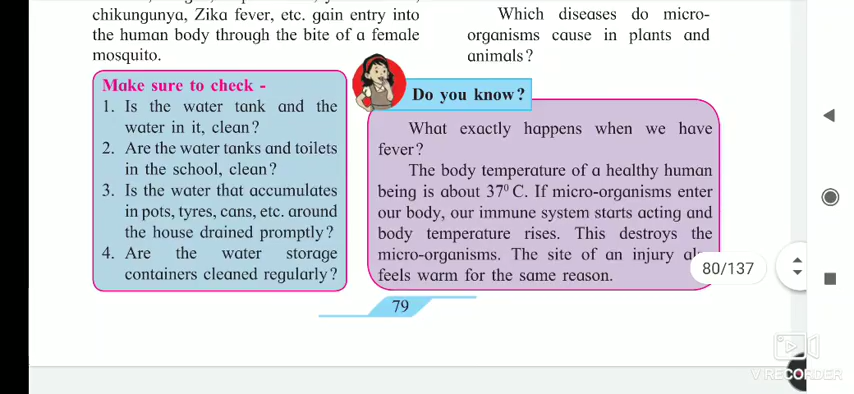 chikungunya, Zika fever, etc. gain entry into
the human body through the bite of a female
mosquito.
Make sure to check -
1. Is the water tank and the
water in it, clean?
2. Are the water tanks and toilets
in the school, clean?
3. Is the water that accumulates
in pots, tyres, cans, etc. around
the house drained promptly?
4. Are the water storage
containers cleaned regularly?
Which diseases do micro-
organisms cause in plants and
animals?
Do you know?
What exactly happens when we have
fever?
The body temperature of a healthy human
being is about 37⁰ C. If micro-organisms enter
our body, our immune system starts acting and
body temperature rises. This destroys the
micro-organisms. The site of an injury
feels warm for the same reason.
80/137
79
VRECORDER